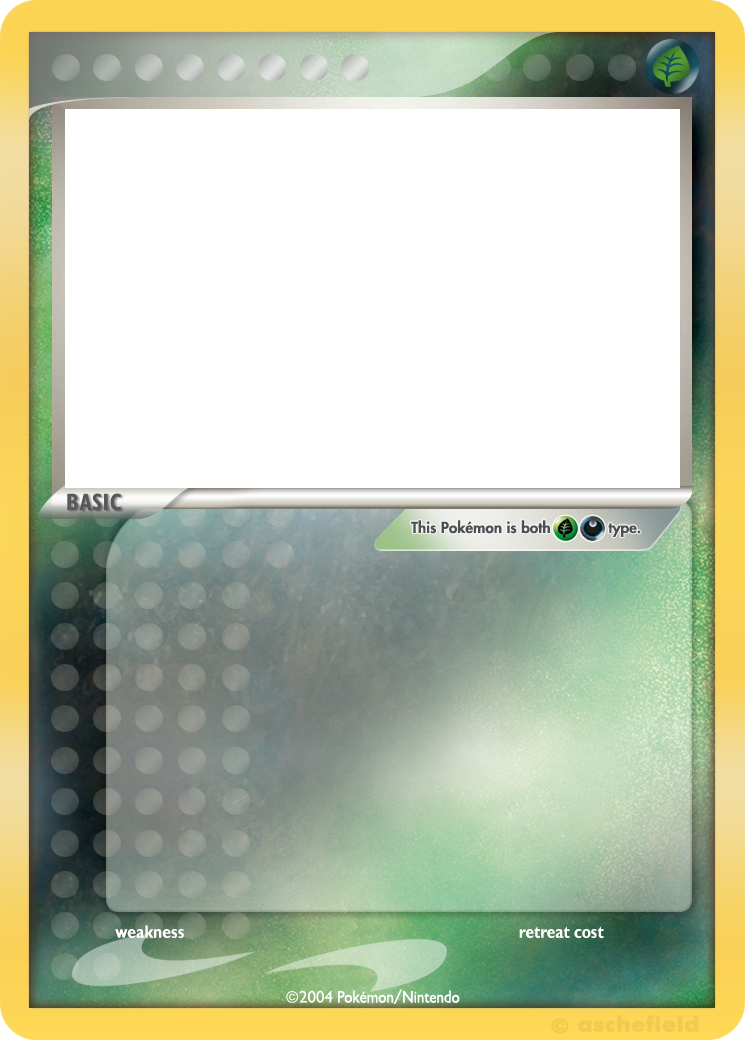 BASIC
This Pokémon is both type.
weakness
retreat cost
©2004 Pokémon/Nintendo
© aschefield